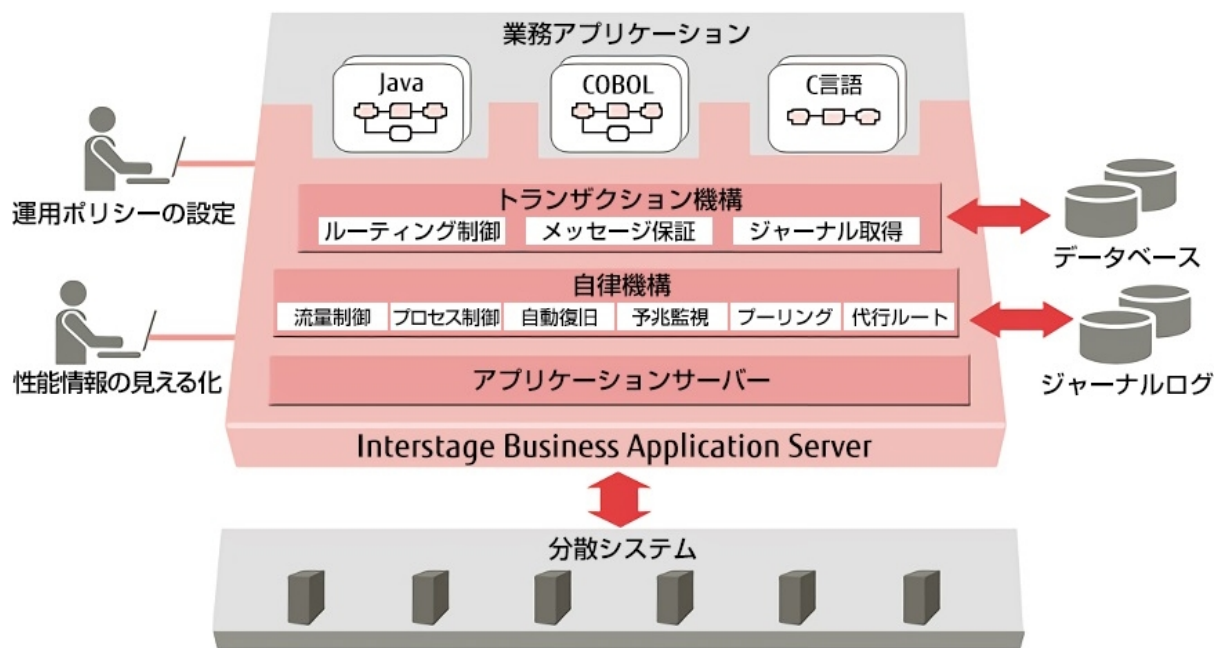 業務アプリケーション
Java
COBOL
C言語
運用ポリシーの設定
トランザクション機構
ルーティング制御
メッセージ保証
ジャーナル取得
データベース
自律機構
流量制御
プロセス制御
自動復旧
予兆監視
プーリング
代行ルート
性能情報の見える化
ジャーナルログ
アプリケーションサーバー
Interstage Business Application Server
分散システム